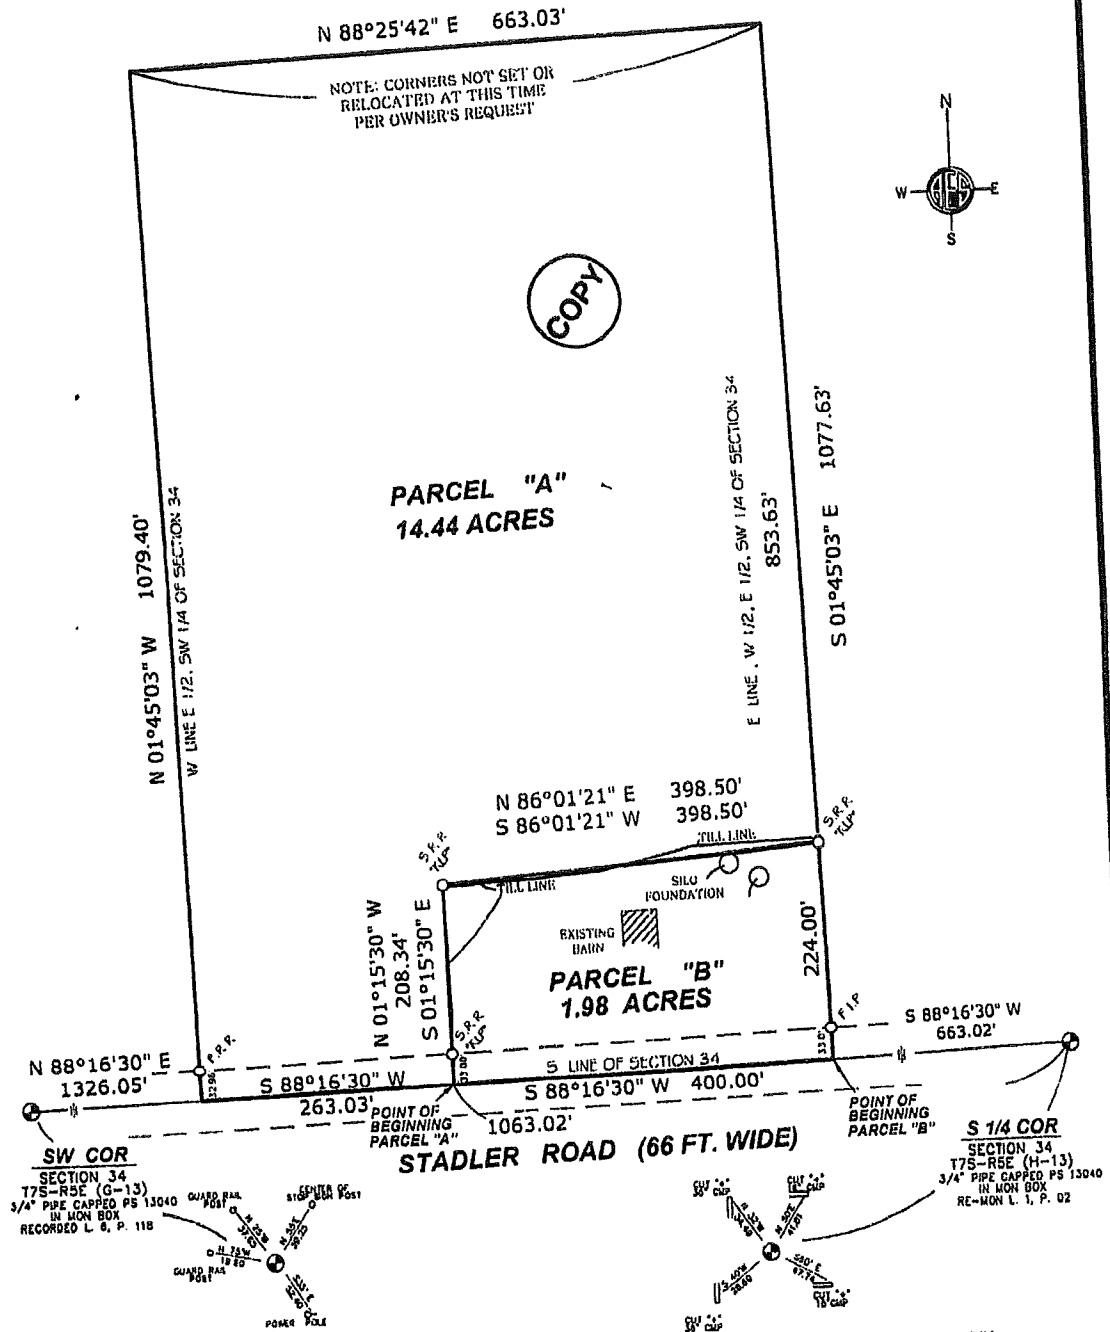 N 88°25'42" E 663.03'
NOTE: CORNERS NOT SET OR
RELOCATED AT THIS TIME
PER OWNER'S REQUEST
N
W E
S
COPY
PARCEL "A"
14.44 ACRES
N 01°45'03" W 1079.40'
W LINE E 1/2, SW 1/4 OF SECTION 34
E LINE, W 1/2, E 1/2, SW 1/4 OF SECTION 34
853.63'
S 01°45'03" E 1077.63'
N 86°01'21" E 398.50'
S 86°01'21" W 398.50'
S.R.R.
"KLP"
S.R.R.
"KLP"
TILL LINE
TILL LINE
SILO
FOUNDATION
EXISTING
BARN
N 01°15'30" W
208.34'
S 01°15'30" E
224.00'
PARCEL "B"
1.98 ACRES
S.R.R.
"KLP"
F.I.P.
F.R.R.
33.01'
S 88°16'30" W
663.02'
N 88°16'30" E
1326.05'
S LINE OF SECTION 34
S 88°16'30" W
263.03'
S 88°16'30" W 400.00'
POINT OF
BEGINNING
PARCEL "A"
1063.02'
POINT OF
BEGINNING
PARCEL "B"
STADLER ROAD (66 FT. WIDE)
SW COR
SECTION 34
T7S-R5E (G-13)
3/4" PIPE CAPPED PS 13040
IN MON BOX
RECORDED L. 6, P. 118
S 1/4 COR
SECTION 34
T7S-R5E (H-13)
3/4" PIPE CAPPED PS 13040
IN MON BOX
RE-MON L. 1, P. 02
GUARD RAIL
POST
CENTER OF
STOP SIGN POST
GUARD RAIL
POST
POWER POLE